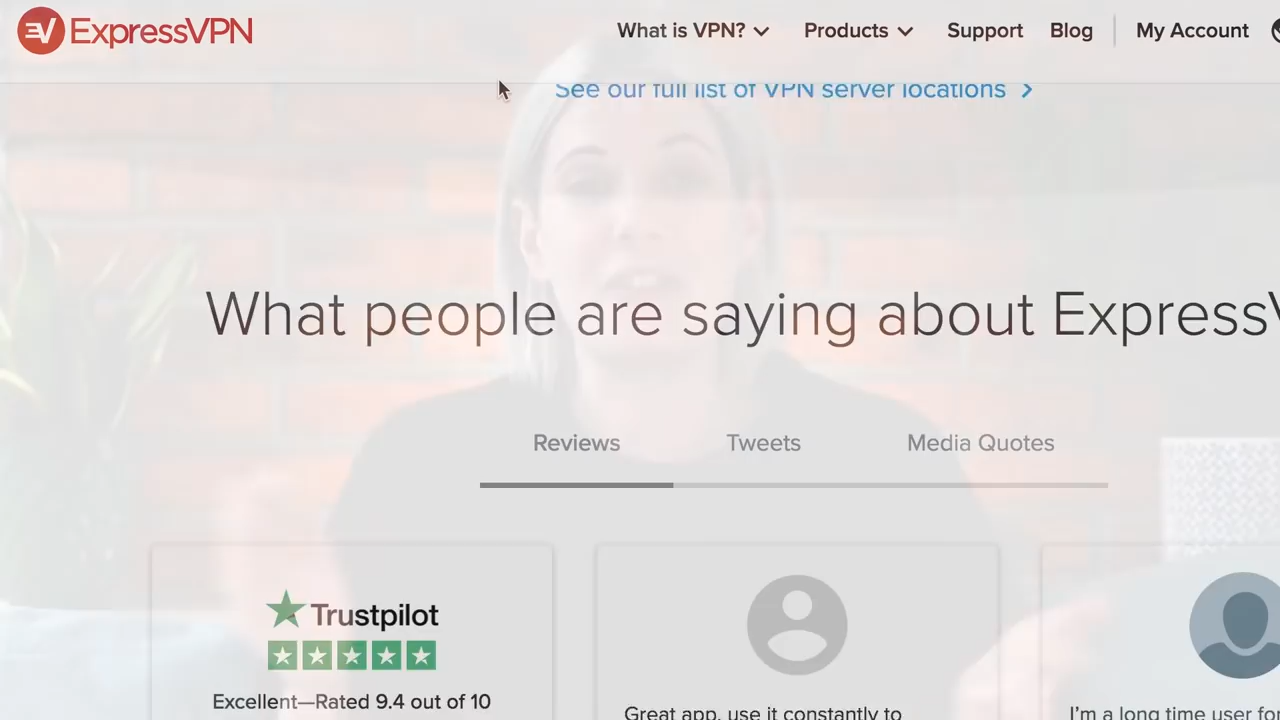 ExpressVPN
What is VPN?
Products
Support
Blog
My Account
See our full list of VPN server locations
What people are saying about ExpressV
Reviews
Tweets
Media Quotes
Trustpilot
Excellent—Rated 9.4 out of 10
Great app, use it constantly to
I'm a long time user for